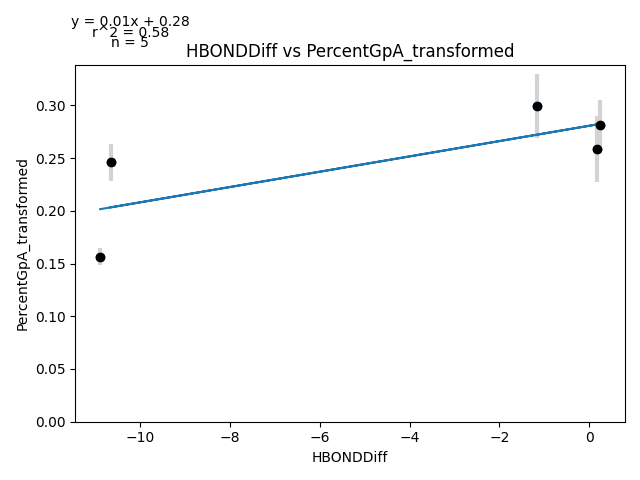 y = 0.01x + 0.28
r^2 = 0.58
n = 5
HBONDDiff vs PercentGpA_transformed
PercentGpA_transformed
0.30
0.25
0.20
0.15
0.10
0.05
0.00
−10 −8 −6 −4 −2 0
HBONDDiff